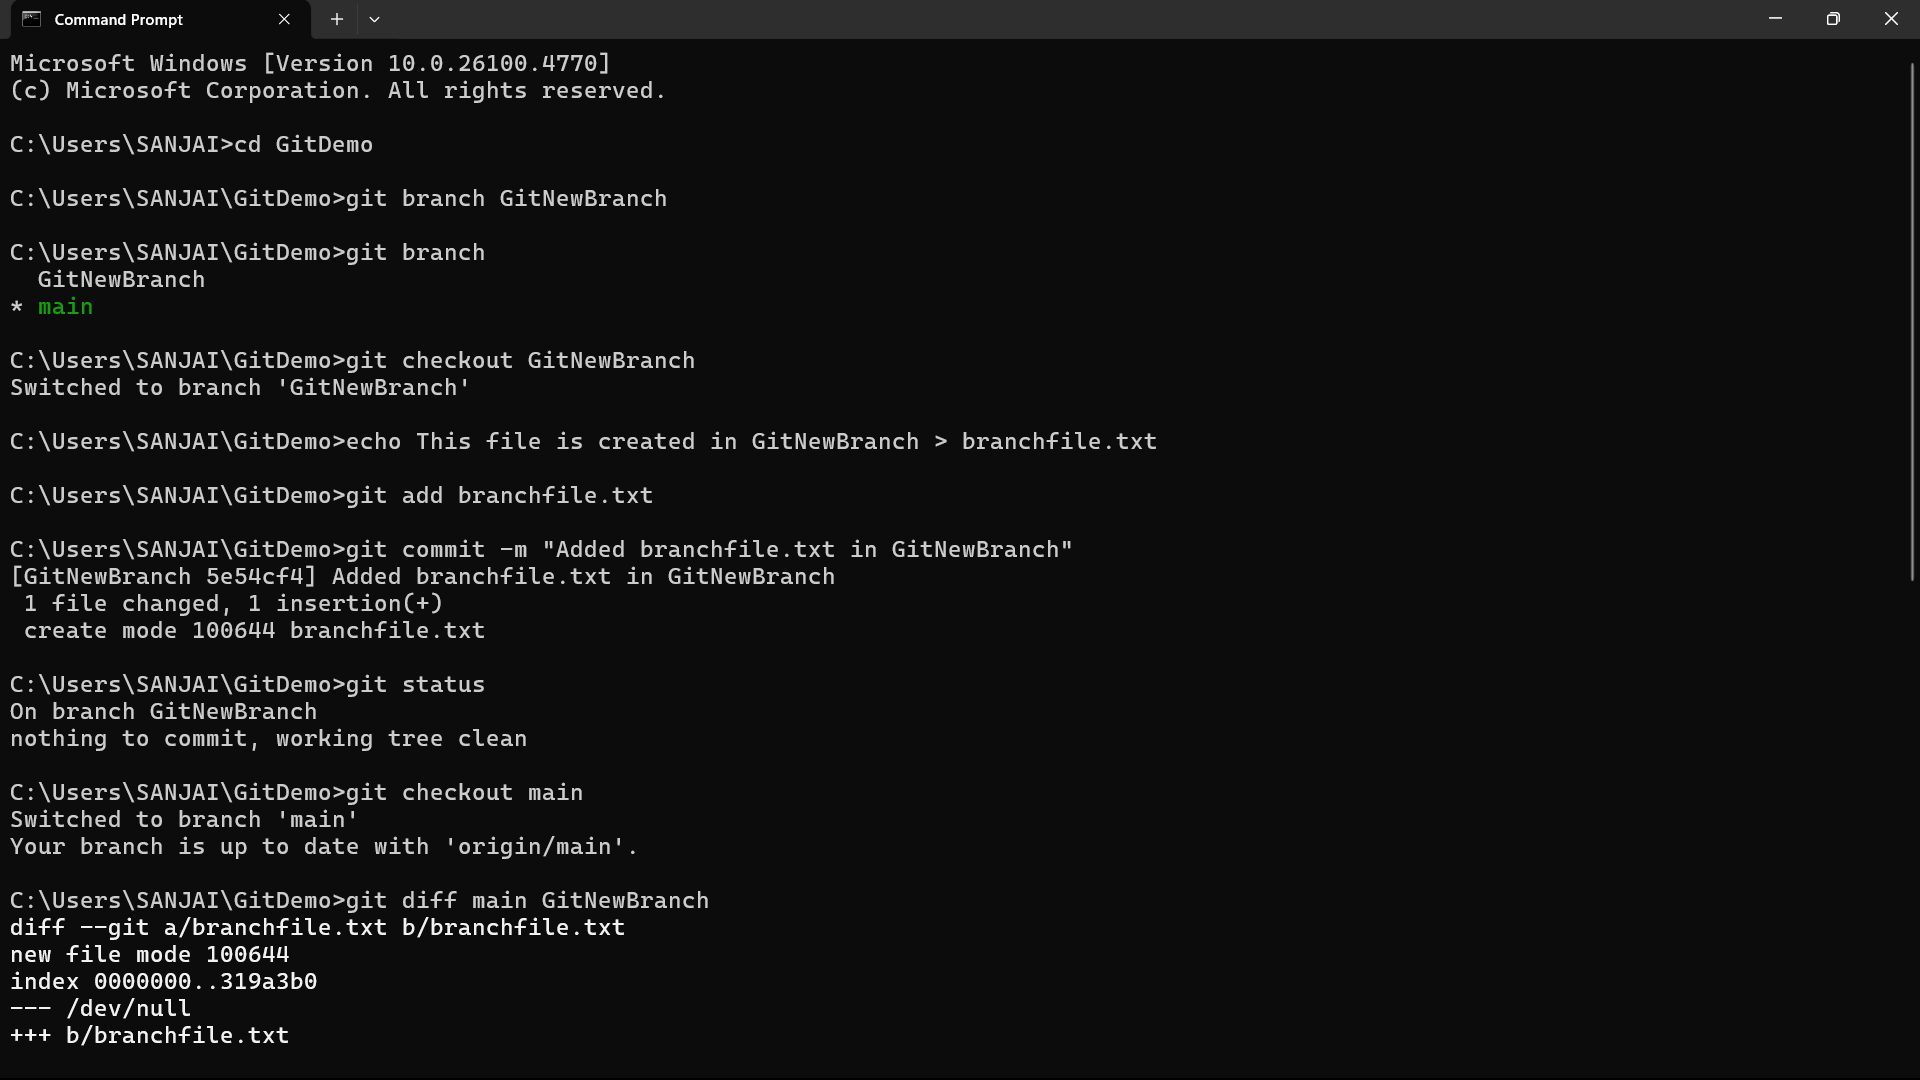 Command Prompt
Microsoft Windows [Version 10.0.26100.4770]
(c) Microsoft Corporation. All rights reserved.
C:\Users\SANJAI>cd GitDemo
C:\Users\SANJAI\GitDemo>git branch GitNewBranch
C:\Users\SANJAI\GitDemo>git branch
  GitNewBranch
* main
C:\Users\SANJAI\GitDemo>git checkout GitNewBranch
Switched to branch 'GitNewBranch'
C:\Users\SANJAI\GitDemo>echo This file is created in GitNewBranch > branchfile.txt
C:\Users\SANJAI\GitDemo>git add branchfile.txt
C:\Users\SANJAI\GitDemo>git commit -m "Added branchfile.txt in GitNewBranch"
[GitNewBranch 5e54cf4] Added branchfile.txt in GitNewBranch
 1 file changed, 1 insertion(+)
 create mode 100644 branchfile.txt
C:\Users\SANJAI\GitDemo>git status
On branch GitNewBranch
nothing to commit, working tree clean
C:\Users\SANJAI\GitDemo>git checkout main
Switched to branch 'main'
Your branch is up to date with 'origin/main'.
C:\Users\SANJAI\GitDemo>git diff main GitNewBranch
diff --git a/branchfile.txt b/branchfile.txt
new file mode 100644
index 0000000..319a3b0
--- /dev/null
+++ b/branchfile.txt